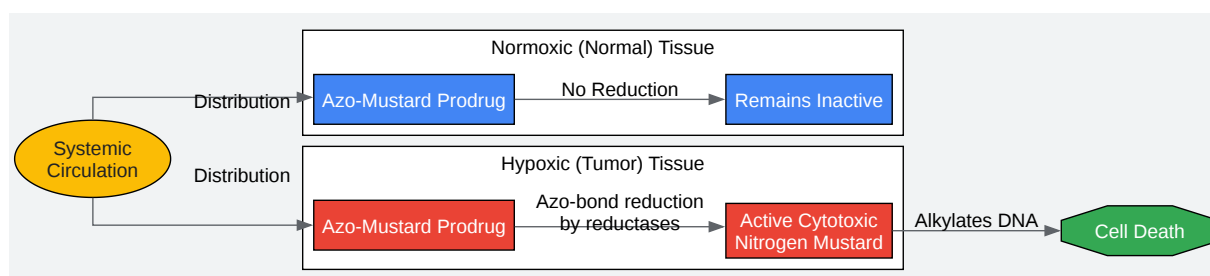 Normoxic (Normal) Tissue
Distribution
Azo-Mustard Prodrug
No Reduction
Remains Inactive
Systemic
Circulation
Hypoxic (Tumor) Tissue
Distribution
Azo-Mustard Prodrug
Azo-bond reduction
by reductases
Active Cytotoxic
Nitrogen Mustard
Alkylates DNA
Cell Death